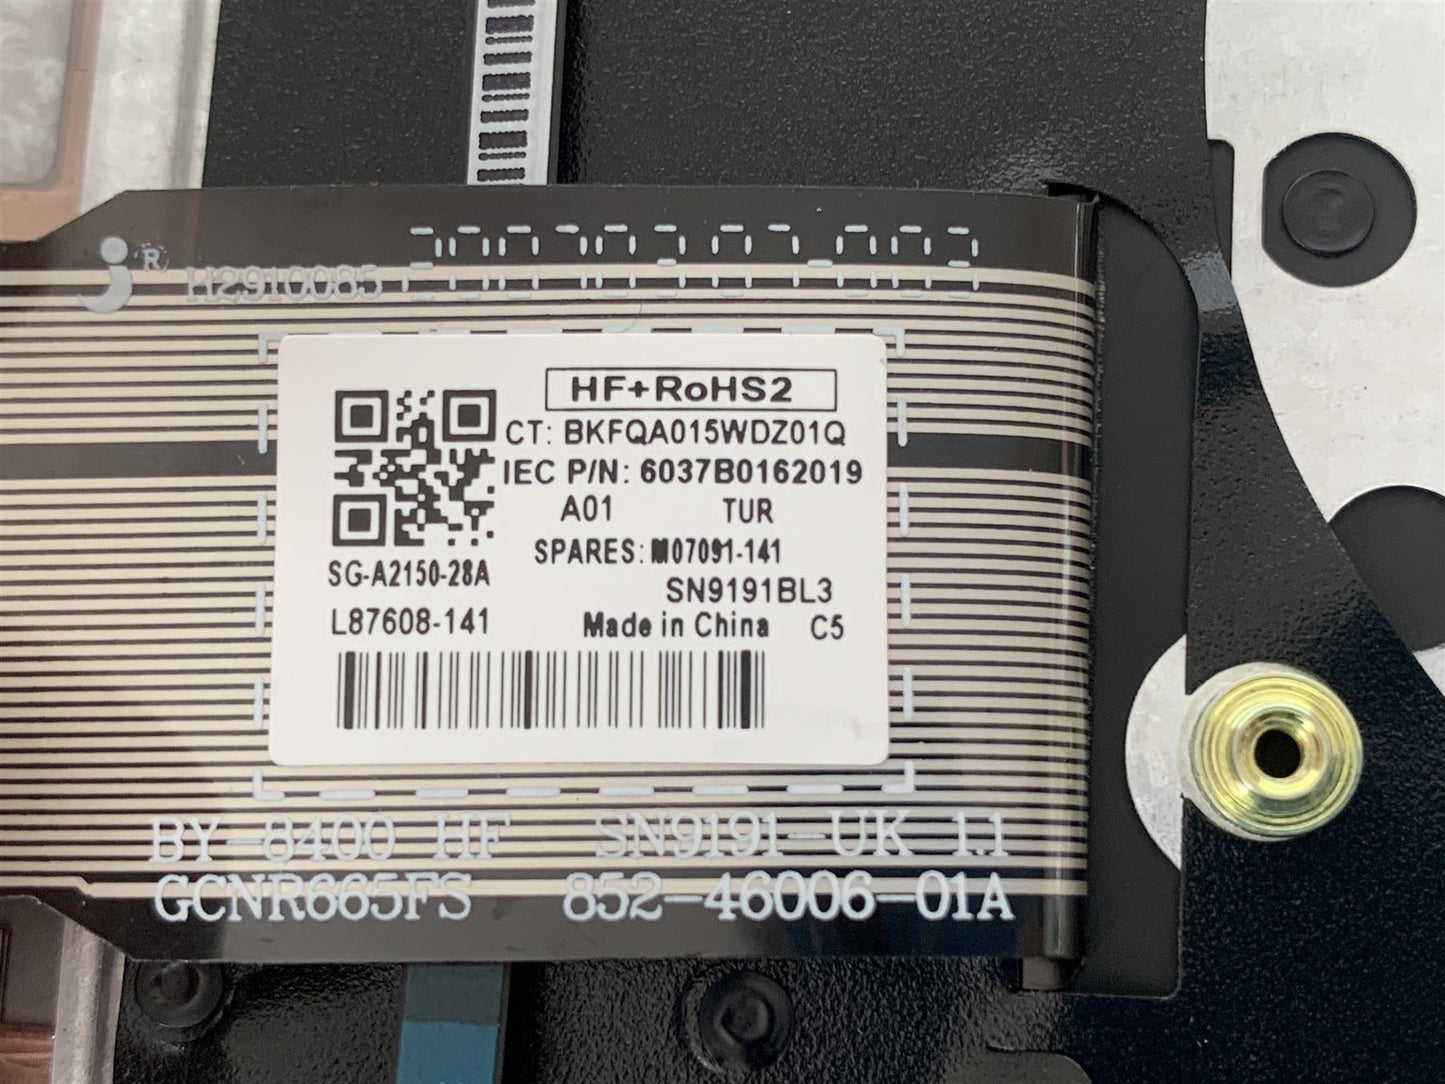 R H2910085
HF+RoHS2
CT: BKFQA015WDZ01Q
IEC P/N: 6037B0162019
A01 TUR
SPARES: M07091-141
SG-A2150-28A
SN9191BL3
L87608-141
Made in China C5
BY-8400 HF SN9191-UK 1.1
GCNR665FS 852-46006-01A